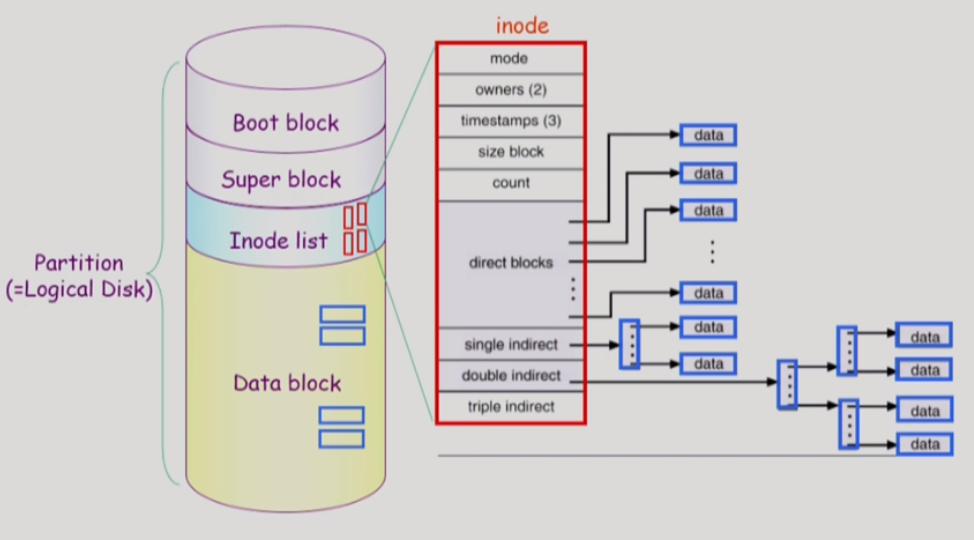 inode
mode
owners (2)
timestamps (3)
size block
count
direct blocks
single indirect
double indirect
triple indirect
data
data
data
data
data
data
data
data
data
data
Boot block
Super block
Inode list
Data block
Partition
(=Logical Disk)